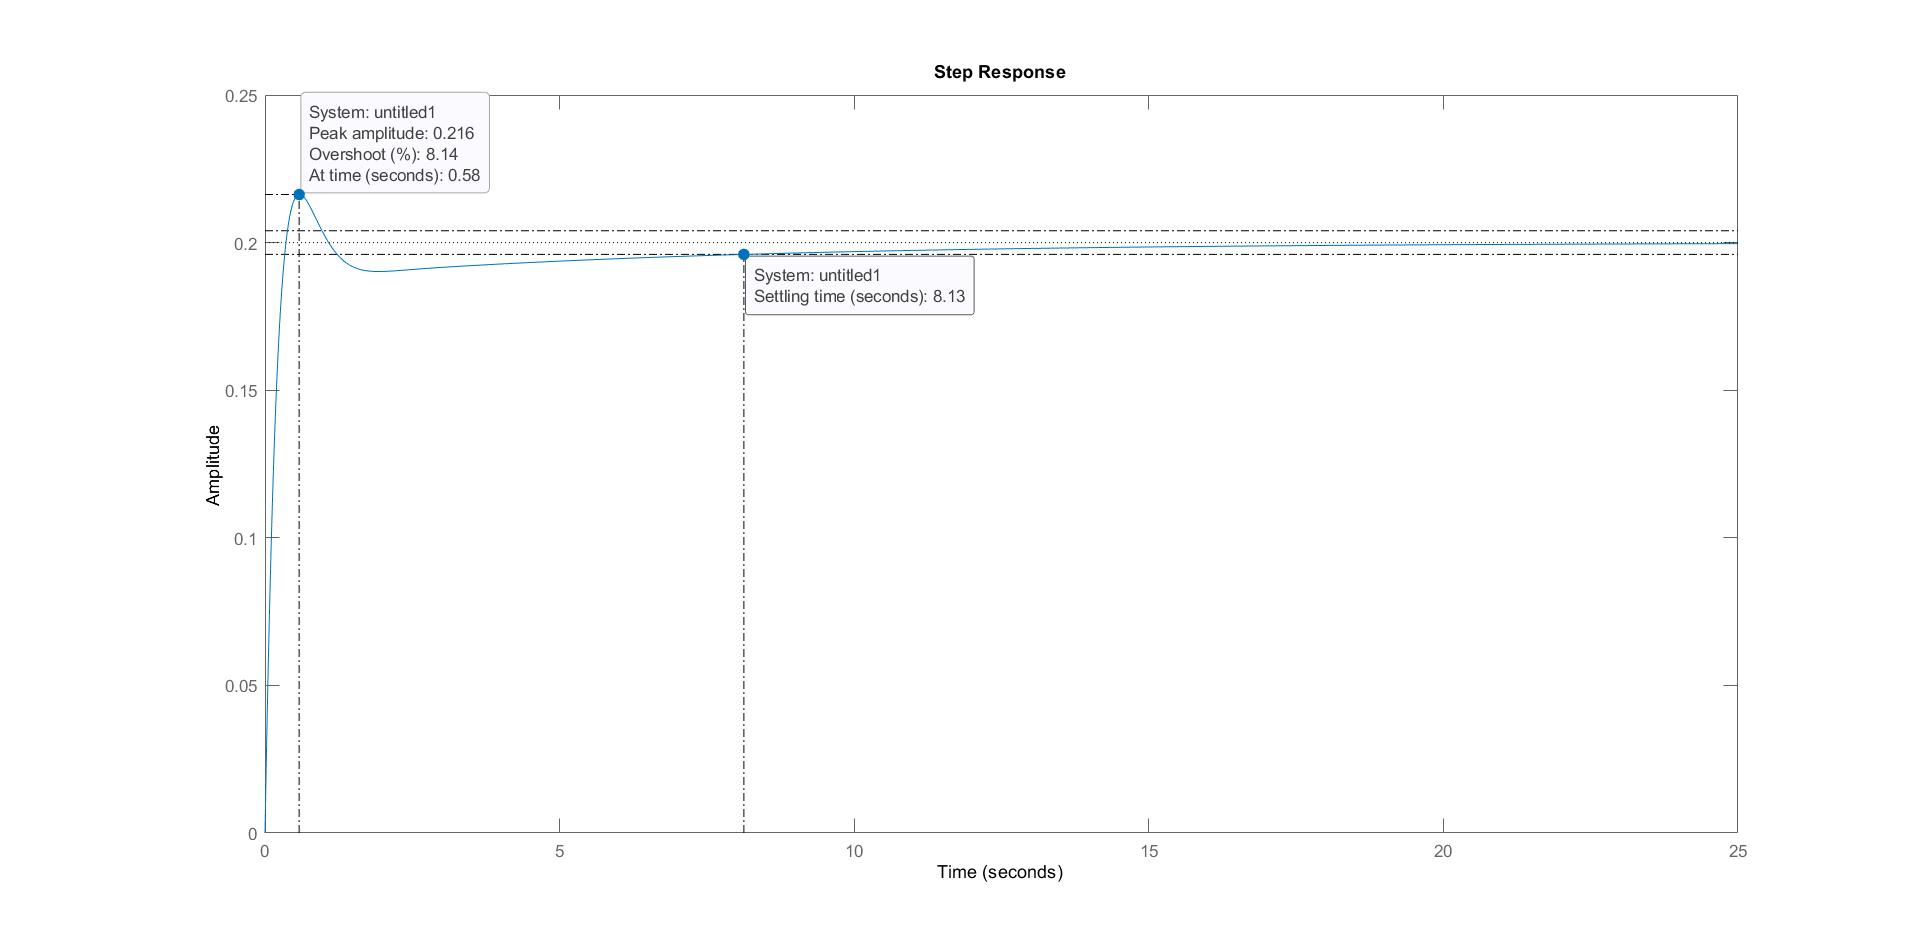 Step Response
0.25
System: untitled1
Peak amplitude: 0.216
Overshoot (%): 8.14
At time (seconds): 0.58
0.2
System: untitled1
Settling time (seconds): 8.13
0.15
Amplitude
0.1
0.05
0
0 5 10 15 20 25
Time (seconds)